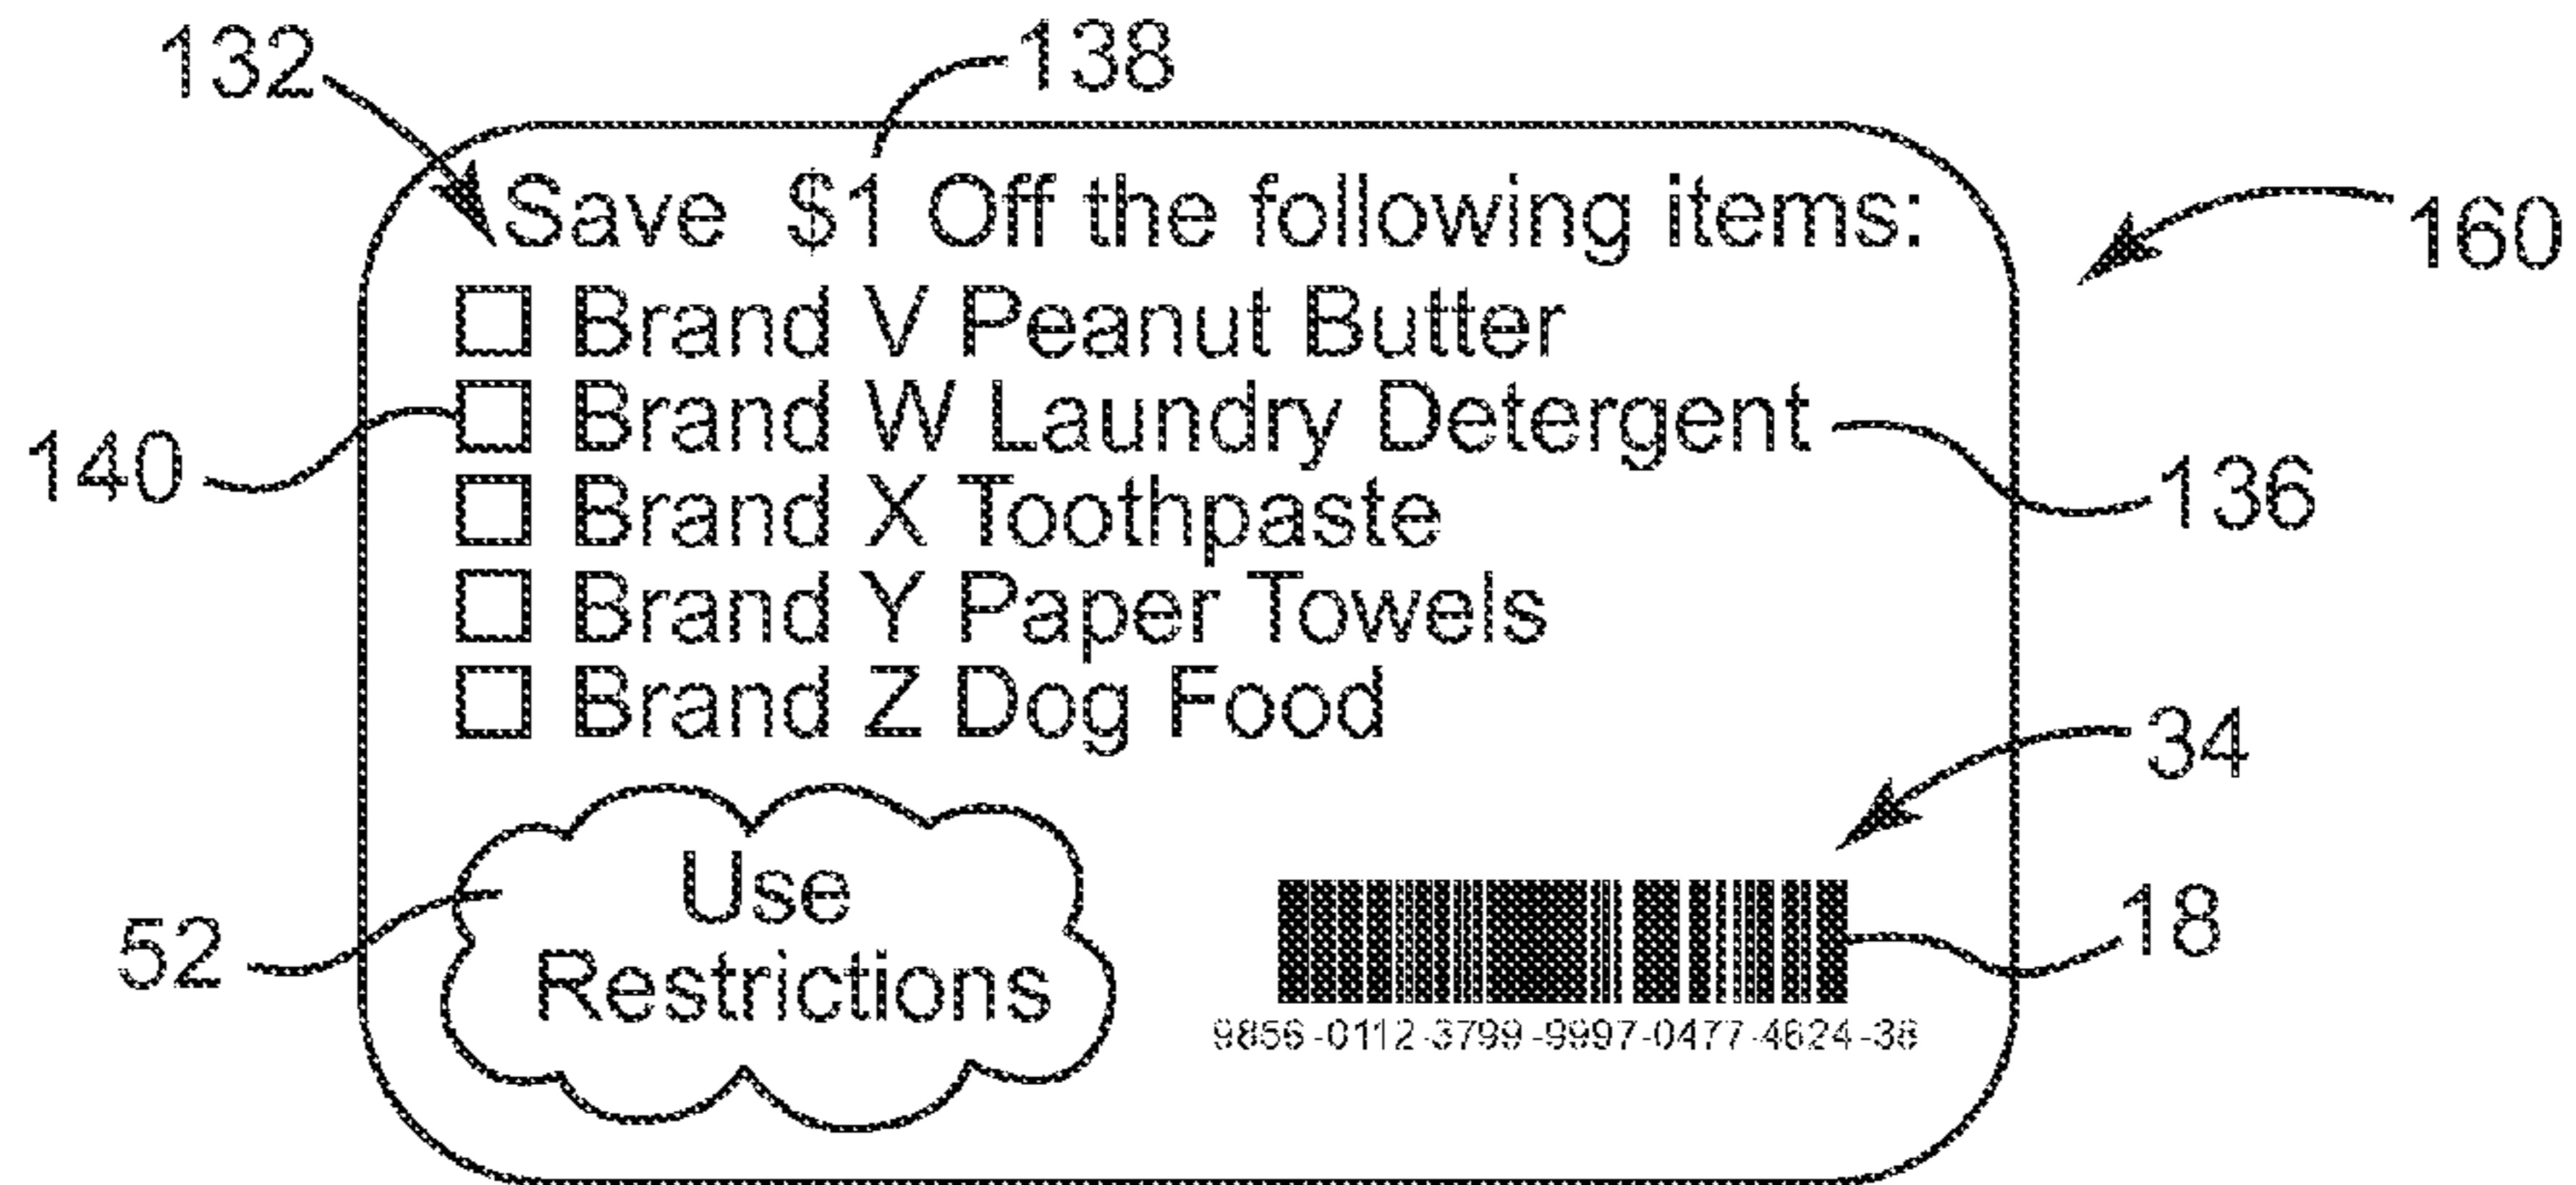 132
138
Save $1 Off the following items:
160
Brand V Peanut Butter
140
Brand W Laundry Detergent
136
Brand X Toothpaste
Brand Y Paper Towels
Brand Z Dog Food
34
52
Use
Restrictions
18
9856-0112-3799-9997-0477-4624-38